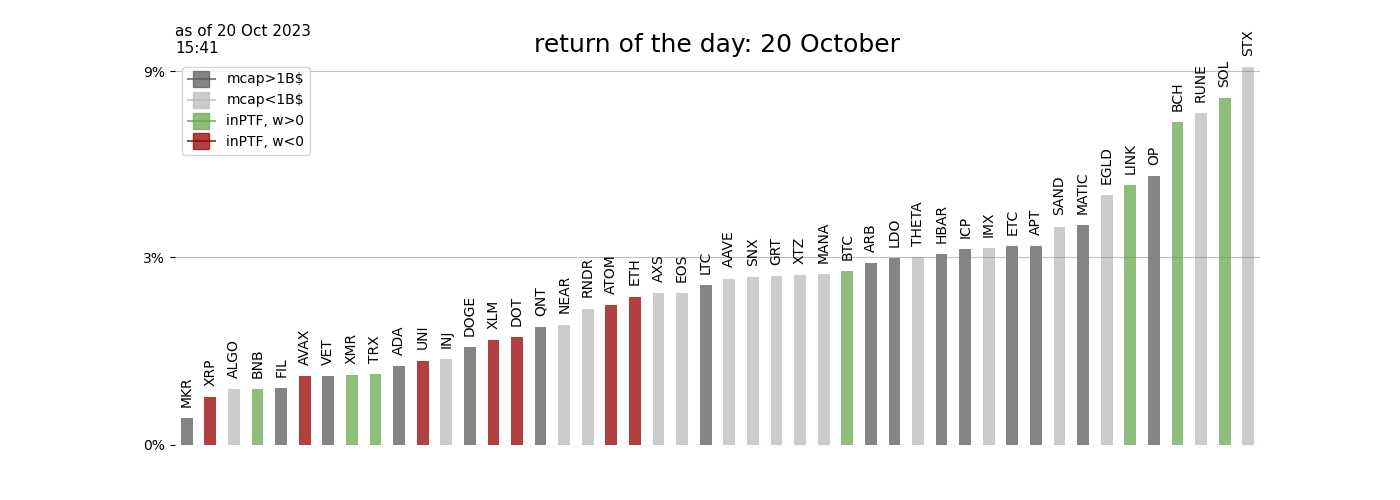 as of 20 Oct 2023
15:41
return of the day: 20 October
9%
3%
0%
mcap>1B$
mcap<1B$
inPTF, w>0
inPTF, w<0
MKR
XRP
ALGO
BNB
FIL
AVAX
VET
XMR
TRX
ADA
UNI
INJ
DOGE
XLM
DOT
QNT
NEAR
RNDR
ATOM
ETH
AXS
EOS
LTC
AAVE
SNX
GRT
XTZ
MANA
BTC
ARB
LDO
THETA
HBAR
ICP
IMX
ETC
APT
SAND
MATIC
EGLD
LINK
OP
BCH
RUNE
SOL
STX